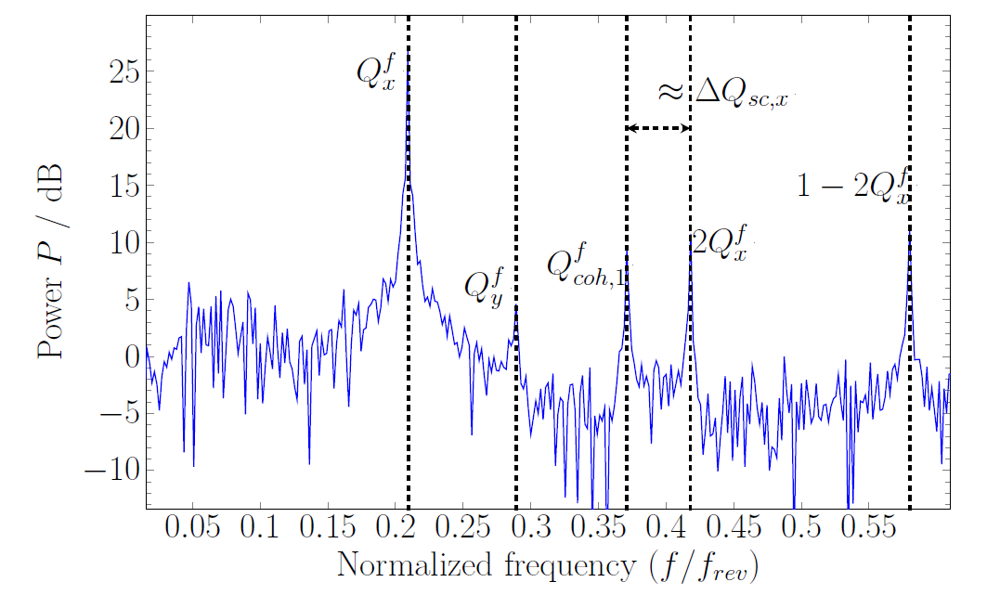 25
20
15
10
5
0
−5
−10
Power P / dB
Q_x^f
Q_y^f
Q_{coh,1}^f
≈ ΔQ_{sc,x}
2Q_x^f
1 − 2Q_x^f
0.05 0.1 0.15 0.2 0.25 0.3 0.35 0.4 0.45 0.5 0.55
Normalized frequency (f/f_{rev})